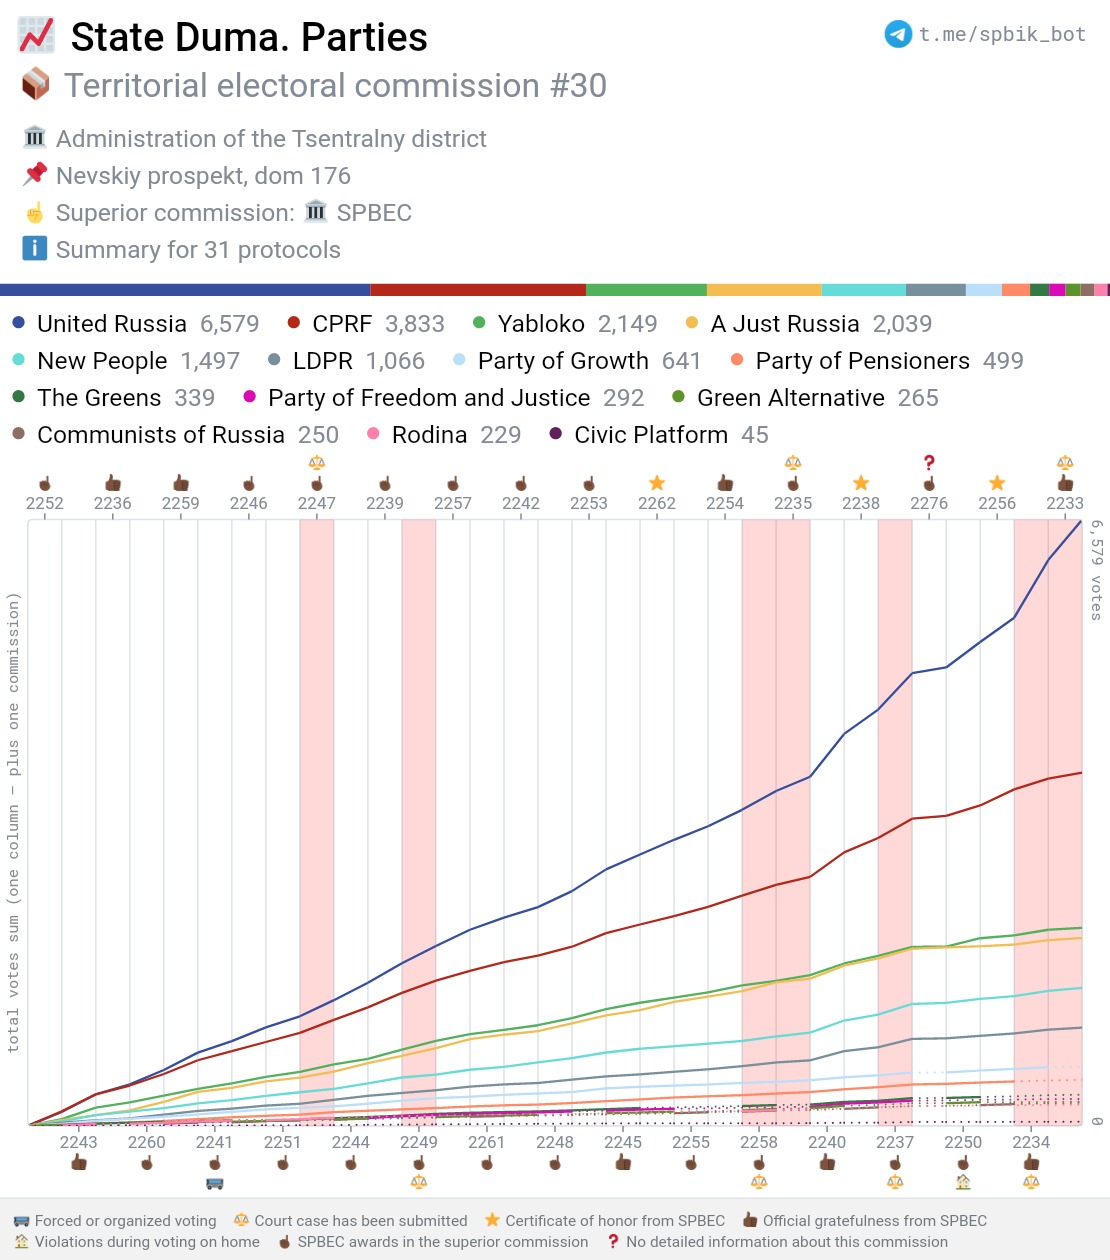 State Duma. Parties
t.me/spbik_bot
Territorial electoral commission #30
Administration of the Tsentralny district
Nevskiy prospekt, dom 176
Superior commission: SPBEC
Summary for 31 protocols
United Russia 6,579 CPRF 3,833 Yabloko 2,149 A Just Russia 2,039
New People 1,497 LDPR 1,066 Party of Growth 641 Party of Pensioners 499
The Greens 339 Party of Freedom and Justice 292 Green Alternative 265
Communists of Russia 250 Rodina 229 Civic Platform 45
2252 2236 2259 2246 2247 2239 2257 2242 2253 2262 2254 2235 2238 2276 2256 2233
6,579 votes
total votes sum (one column – plus one commission)
0
2243 2260 2241 2251 2244 2249 2261 2248 2245 2255 2258 2240 2237 2250 2234
Forced or organized voting Court case has been submitted Certificate of honor from SPBEC Official gratefulness from SPBEC
Violations during voting on home SPBEC awards in the superior commission No detailed information about this commission